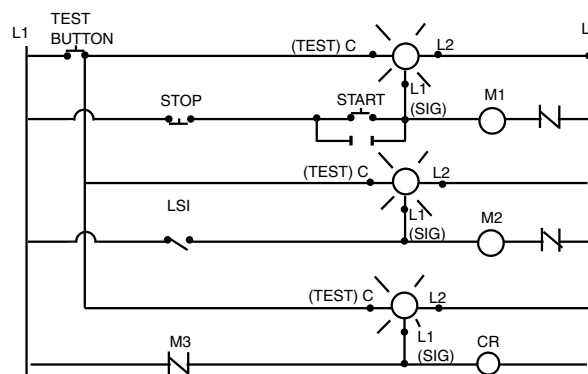 TEST
BUTTON
L1
L
(TEST) C
L2
L1
(SIG)
STOP
START
M1
(TEST) C
L2
L1
(SIG)
LSI
M2
(TEST) C
L2
L1
(SIG)
M3
CR